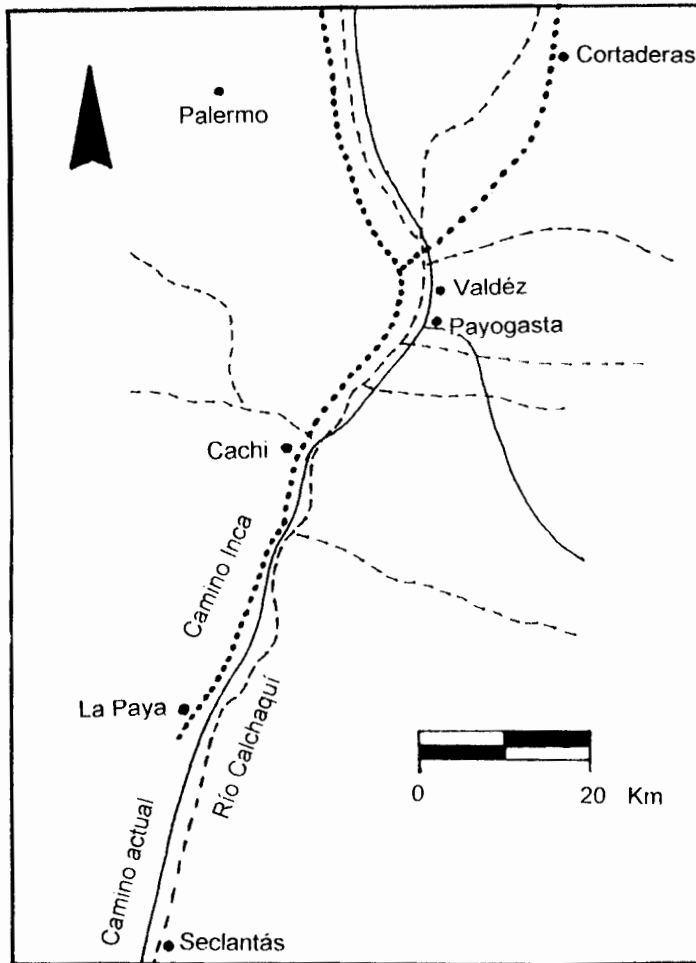 Cortaderas
Palermo
Valdéz
Payogasta
Cachi
Camino Inca
La Paya
Río Calchaquí
0 20 Km
Camino actual
Seclantás